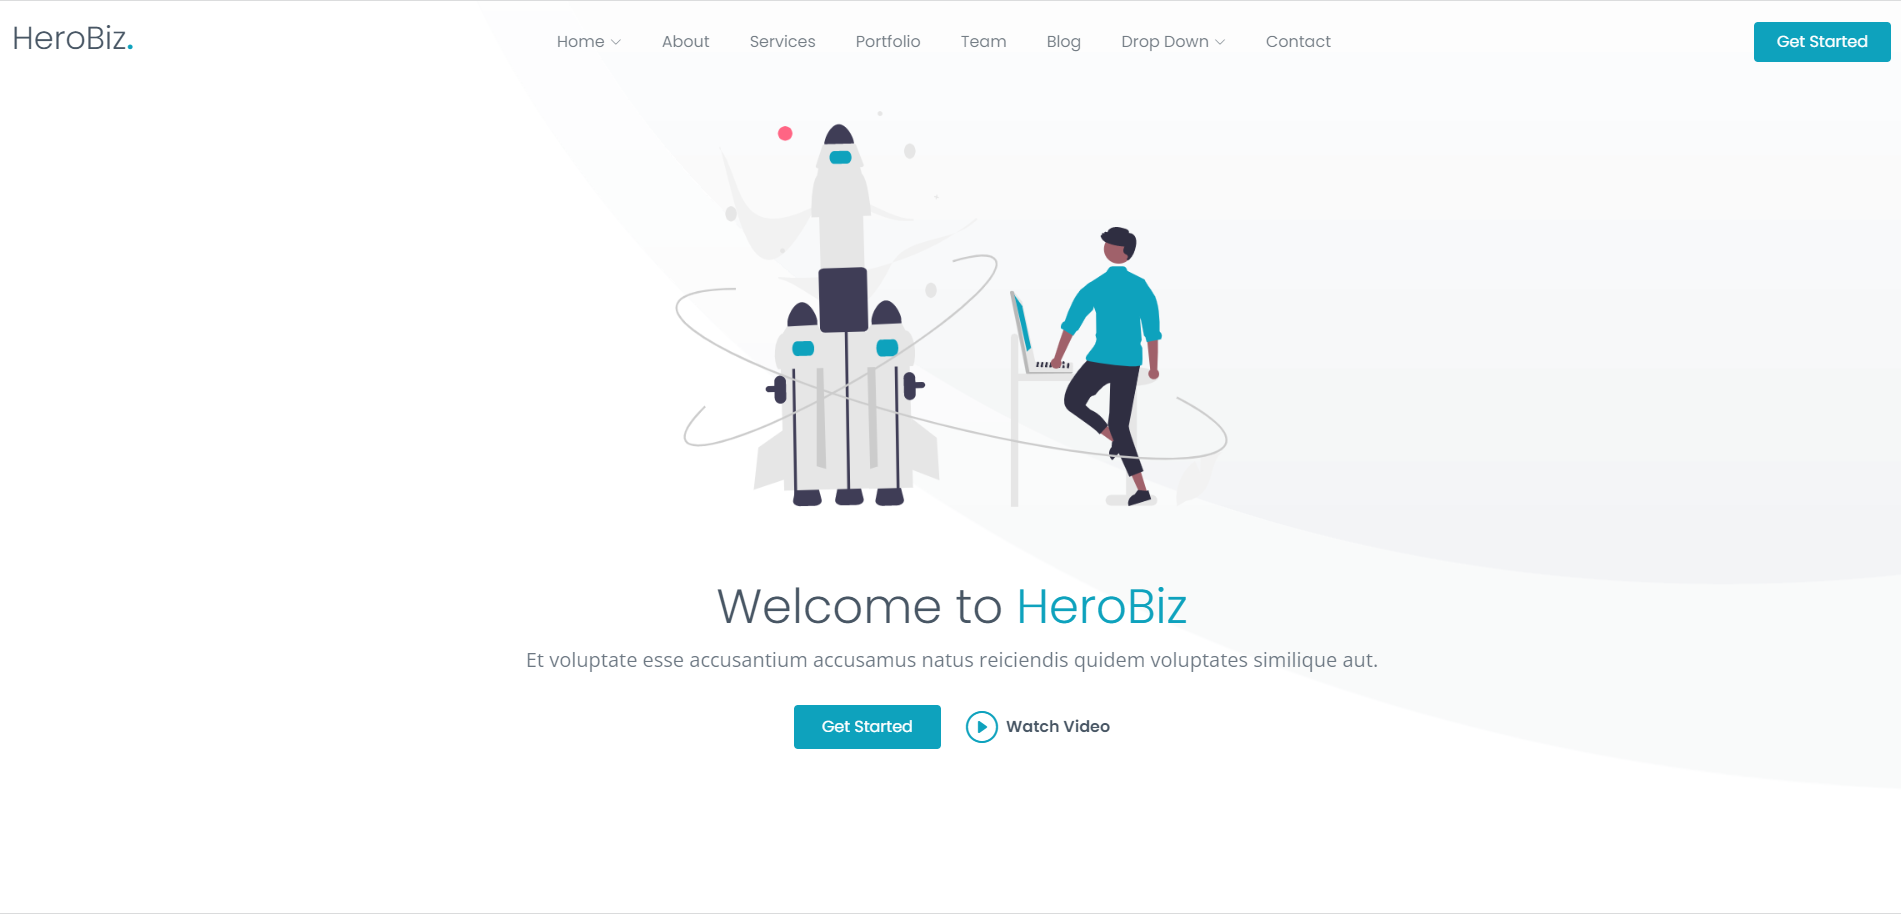 HeroBiz.
Home
About
Services
Portfolio
Team
Blog
Drop Down
Contact
Get Started
Welcome to HeroBiz
Et voluptate esse accusantium accusamus natus reiciendis quidem voluptates similique aut.
Get Started
Watch Video